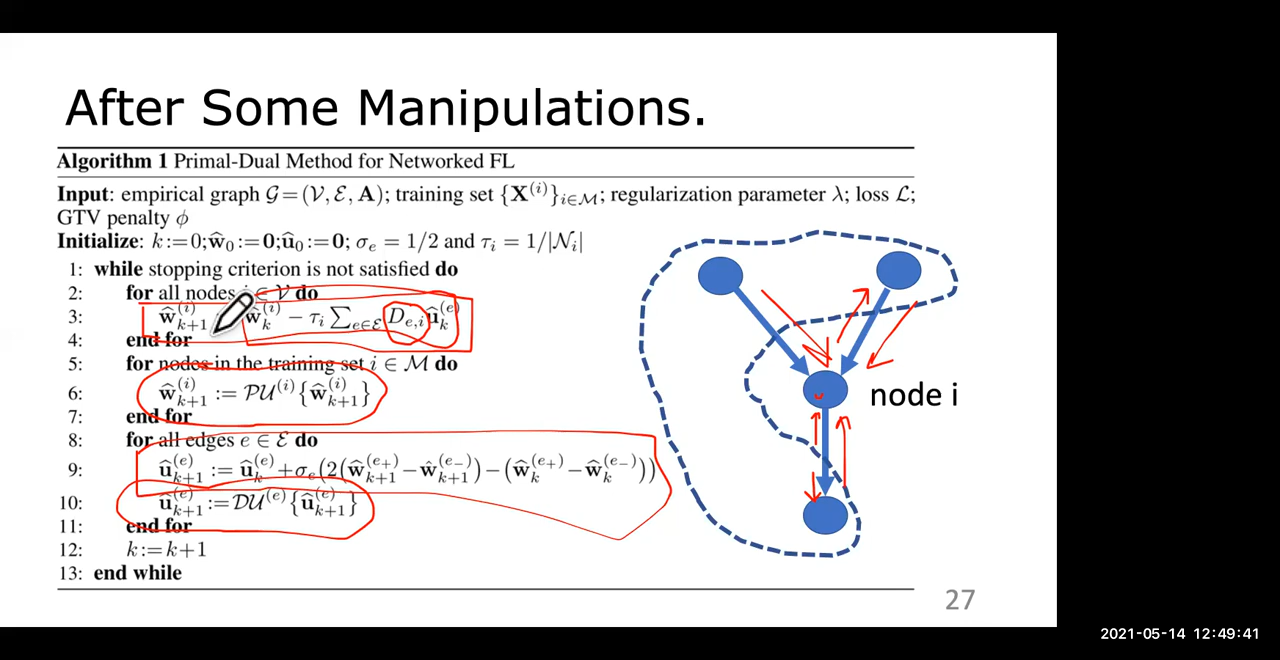 After Some Manipulations.
Algorithm 1 Primal-Dual Method for Networked FL
Input: empirical graph 𝒢=(𝒱, ℰ, A); training set {X^(i)}_{i∈ℳ}; regularization parameter λ; loss ℒ;
GTV penalty ϕ
Initialize: k:=0; ŵ_0:=0; û_0:=0; σ_e = 1/2 and τ_i = 1/|𝒩_i|
1: while stopping criterion is not satisfied do
2: for all nodes i ∈ 𝒱 do
3: ŵ_{k+1}^{(i)} ŵ_k^{(i)} − τ_i ∑_{e∈ℰ} D_{e,i} û_k^{(e)}
4: end for
5: for nodes in the training set i ∈ ℳ do
6: ŵ_{k+1}^{(i)} := 𝒫𝒰^{(i)}{ŵ_{k+1}^{(i)}}
7: end for
8: for all edges e ∈ ℰ do
9: û_{k+1}^{(e)} := û_k^{(e)} + σ_e(2(ŵ_{k+1}^{(e+)} − ŵ_{k+1}^{(e−)}) − (ŵ_k^{(e+)} − ŵ_k^{(e−)}))
10: û_{k+1}^{(e)} := 𝒟𝒰^{(e)}{û_{k+1}^{(e)}}
11: end for
12: k:=k+1
13: end while
node i
27
2021-05-14 12:49:41